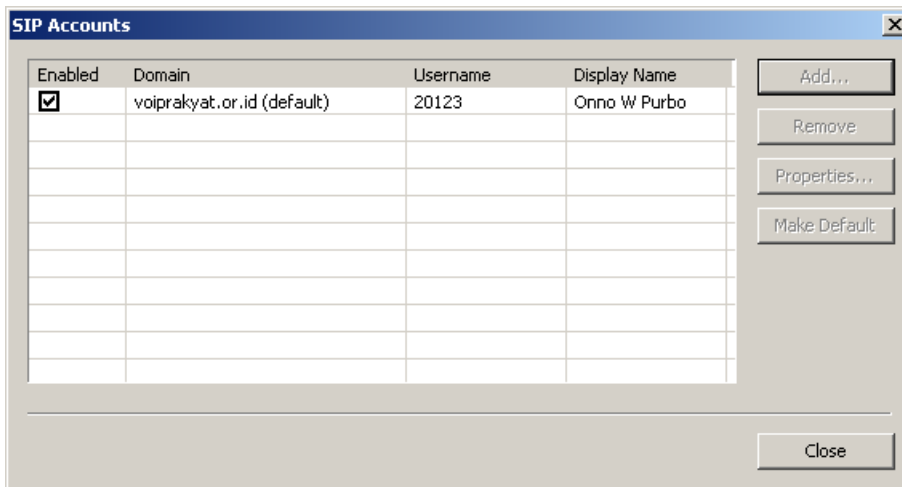 SIP Accounts
Enabled Domain Username Display Name
voiprakyat.or.id (default) 20123 Onno W Purbo
Add...
Remove
Properties...
Make Default
Close